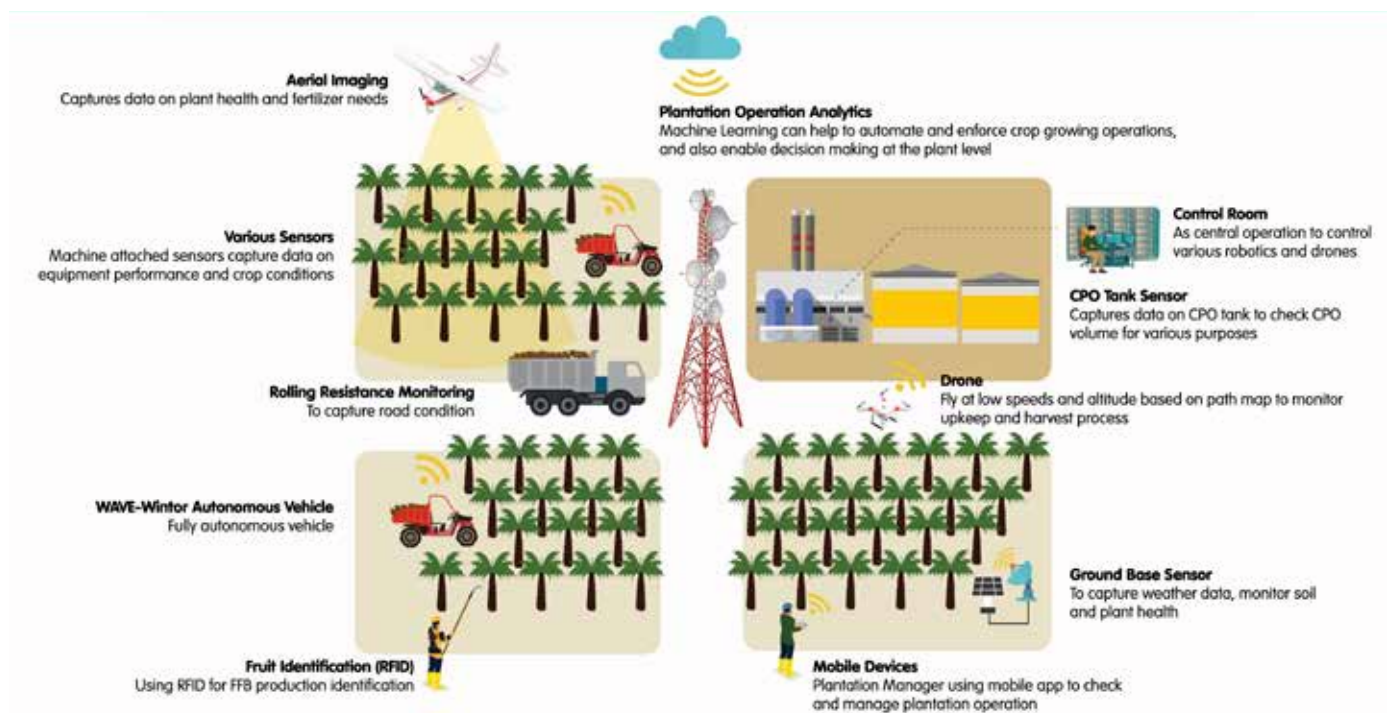 Aerial Imaging
Captures data on plant health and fertilizer needs
Plantation Operation Analytics
Machine Learning can help to automate and enforce crop growing operations,
and also enable decision making at the plant level
Various Sensors
Machine attached sensors capture data on
equipment performance and crop conditions
Control Room
As central operation to control
various robotics and drones
CPO Tank Sensor
Captures data on CPO tank to check CPO
volume for various purposes
Rolling Resistance Monitoring
To capture road condition
Drone
Fly at low speeds and altitude based on path map to monitor
upkeep and harvest process
WAVE-Wintor Autonomous Vehicle
Fully autonomous vehicle
Ground Base Sensor
To capture weather data, monitor soil
and plant health
Fruit Identification (RFID)
Using RFID for FFB production identification
Mobile Devices
Plantation Manager using mobile app to check
and manage plantation operation